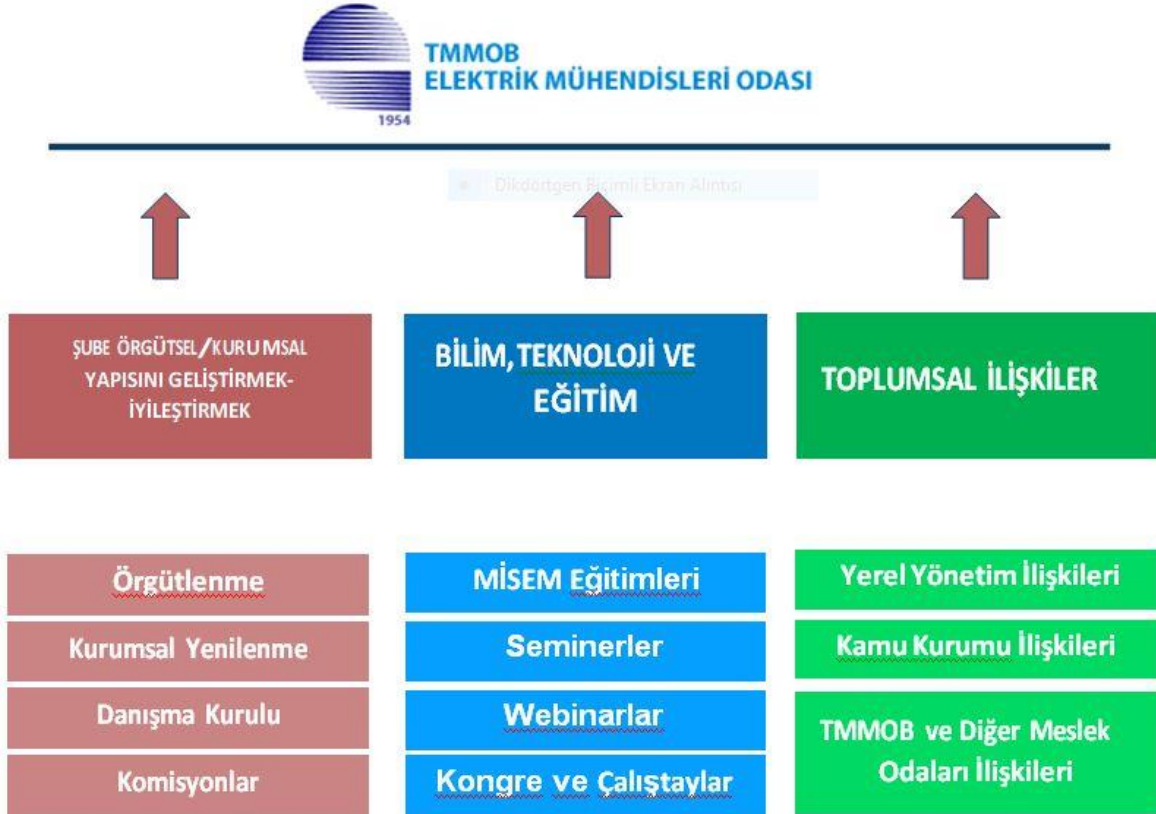 TMMOB
ELEKTRİK MÜHENDİSLERİ ODASI
1954
Dikdörtgen Biçimli Ekran Alıntısı
ŞUBE ÖRGÜTSEL/KURUMSAL
YAPISINI GELİŞTİRMEK-
İYİLEŞTİRMEK
BİLİM, TEKNOLOJİ VE
EĞİTİM
TOPLUMSAL İLİŞKİLER
Örgütlenme
Kurumsal Yenilenme
Danışma Kurulu
Komisyonlar
MİSEM Eğitimleri
Seminerler
Webinarlar
Kongre ve Çalıştaylar
Yerel Yönetim İlişkileri
Kamu Kurumu İlişkileri
TMMOB ve Diğer Meslek
Odaları İlişkileri